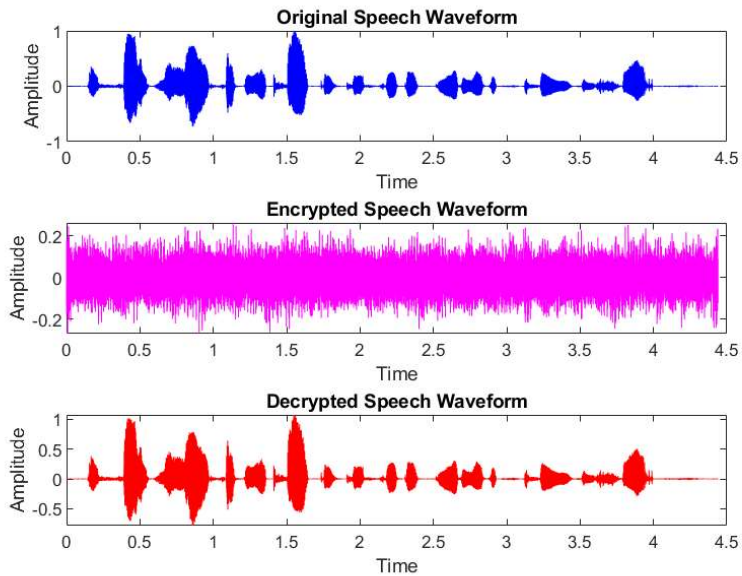 Original Speech Waveform
1
0
-1
Amplitude
0 0.5 1 1.5 2 2.5 3 3.5 4 4.5
Time
Encrypted Speech Waveform
0.2
0
-0.2
Amplitude
0 0.5 1 1.5 2 2.5 3 3.5 4 4.5
Time
Decrypted Speech Waveform
1
0.5
0
-0.5
Amplitude
0 0.5 1 1.5 2 2.5 3 3.5 4 4.5
Time